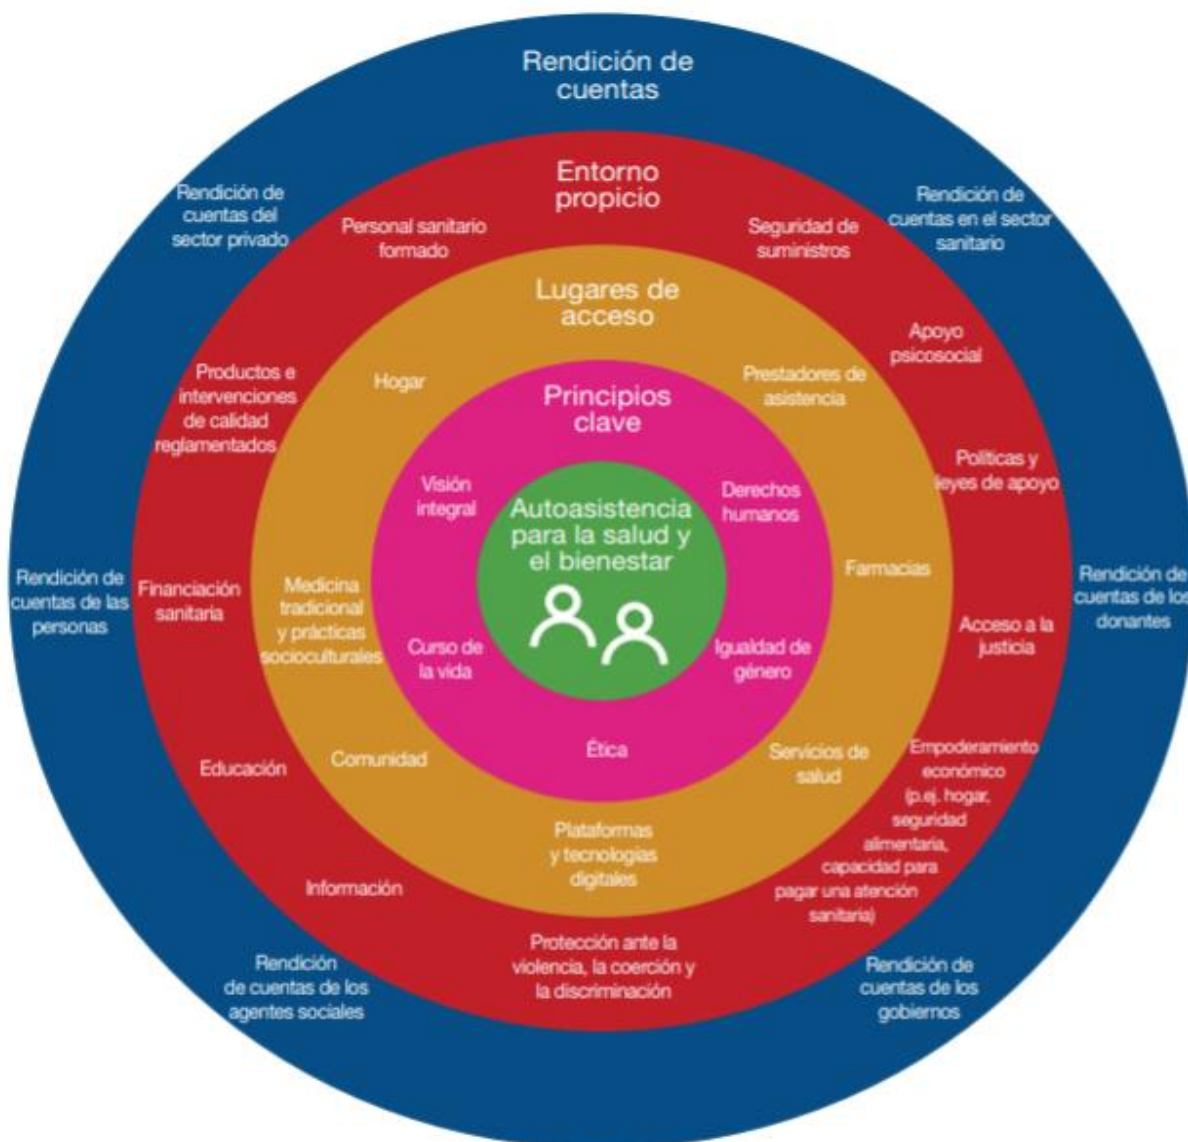 Rendición de
cuentas
Rendición de
cuentas del
sector privado
Rendición de
cuentas en el sector
sanitario
Rendición de
cuentas de las
personas
Rendición de
cuentas de los
donantes
Rendición
de cuentas de los
agentes sociales
Rendición de
cuentas de los
gobiernos
Entorno
propicio
Personal sanitario
formado
Seguridad de
suministros
Apoyo
psicosocial
Productos e
intervenciones
de calidad
reglamentados
Políticas y
leyes de apoyo
Financiación
sanitaria
Acceso a la
justicia
Educación
Empoderamiento
económico
(p.ej. hogar,
seguridad
alimentaria,
capacidad para
pagar una atención
sanitaria)
Información
Protección ante la
violencia, la coerción y
la discriminación
Lugares de
acceso
Hogar
Prestadores de
asistencia
Medicina
tradicional
y prácticas
socioculturales
Farmacias
Comunidad
Servicios de
salud
Plataformas
y tecnologías
digitales
Principios
clave
Visión
integral
Derechos
humanos
Curso de
la vida
Igualdad de
género
Ética
Autoasistencia
para la salud y
el bienestar